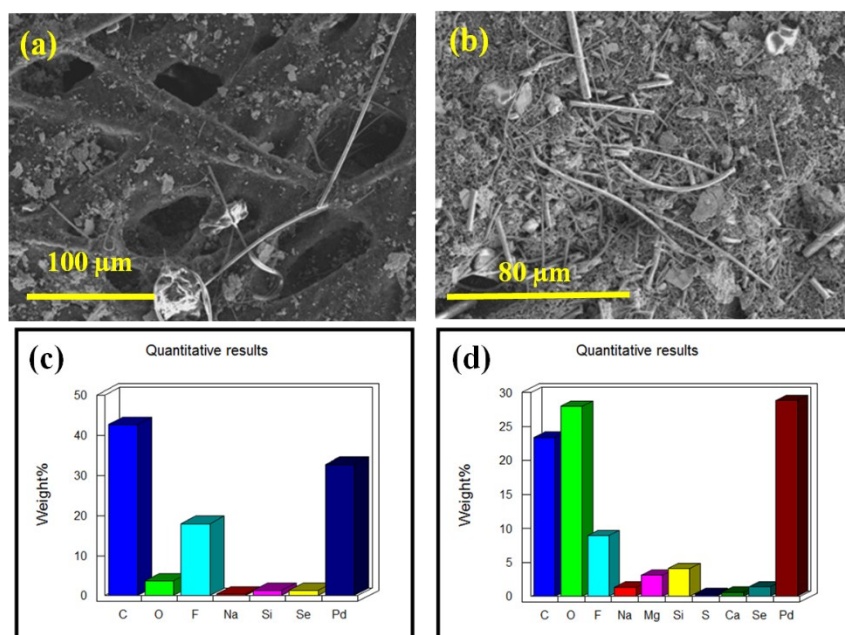 (a)
100 μm
(b)
80 μm
(c)
Quantitative results
Weight%
50
40
30
20
10
0
C O F Na Si Se Pd
(d)
Quantitative results
Weight%
30
25
20
15
10
5
0
C O F Na Mg Si S Ca Se Pd